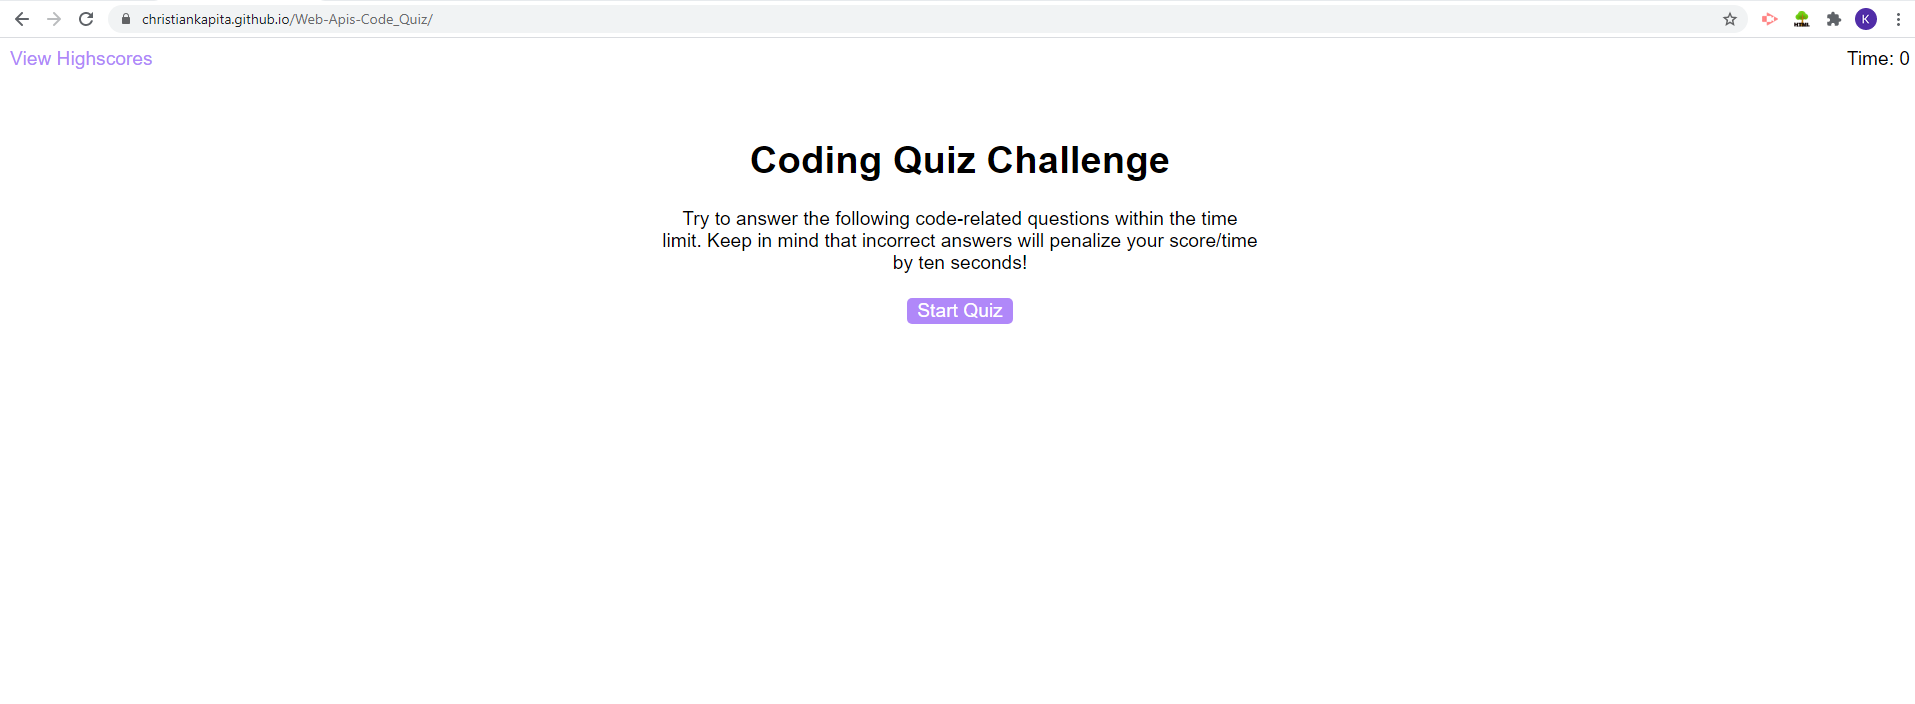 christiankapita.github.io/Web-Apis-Code_Quiz/
HTML
K
View Highscores
Time: 0
Coding Quiz Challenge
Try to answer the following code-related questions within the time
limit. Keep in mind that incorrect answers will penalize your score/time
by ten seconds!
Start Quiz